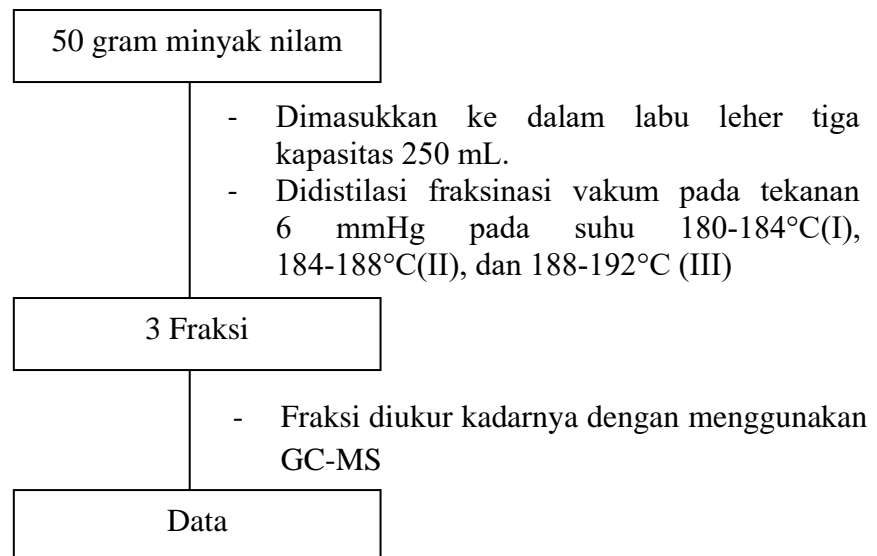 50 gram minyak nilam
- Dimasukkan ke dalam labu leher tiga
kapasitas 250 mL.
- Didistilasi fraksinasi vakum pada tekanan
6 mmHg pada suhu 180-184°C(I),
184-188°C(II), dan 188-192°C (III)
3 Fraksi
- Fraksi diukur kadarnya dengan menggunakan
GC-MS
Data